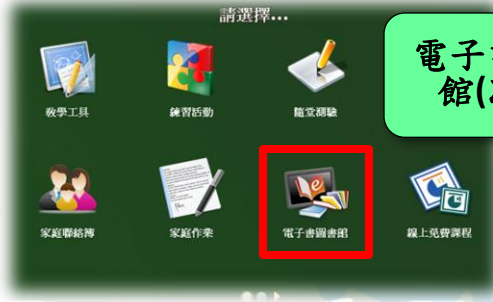 請選擇...
電子
館(
教學工具
練習活動
隨堂測驗
家庭聯絡簿
家庭作業
電子書圖書館
線上免費課程